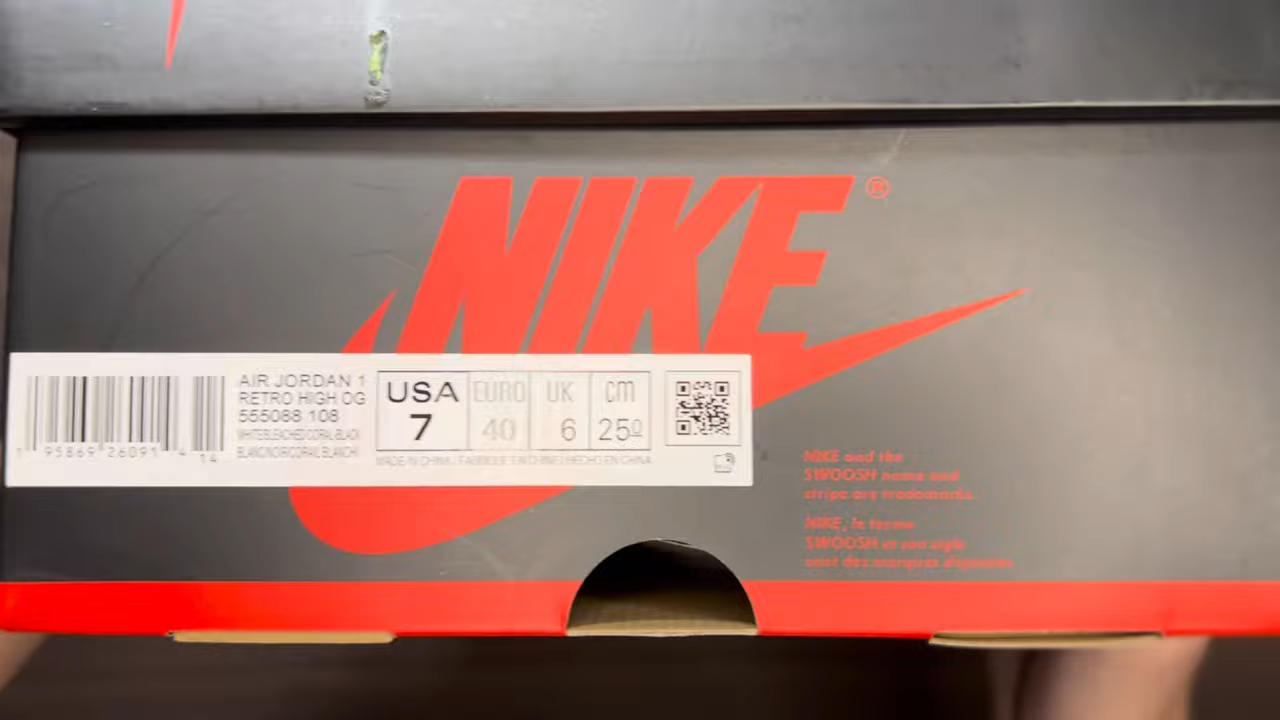 NIKE ®
AIR JORDAN 1
RETRO HIGH OG
555088 108
WHITE/BLEACHED CORAL-BLACK
BLANC/NOIR/CORAIL BLANCHI
1 95869 26091 4 14
USA EURO UK cm
7 40 6 25⁰
MADE IN CHINA / FABRIQUE EN CHINE / HECHO EN CHINA
NIKE and the
SWOOSH name and
stripe are trademarks.
NIKE, le terme
SWOOSH et son sigle
sont des marques déposées